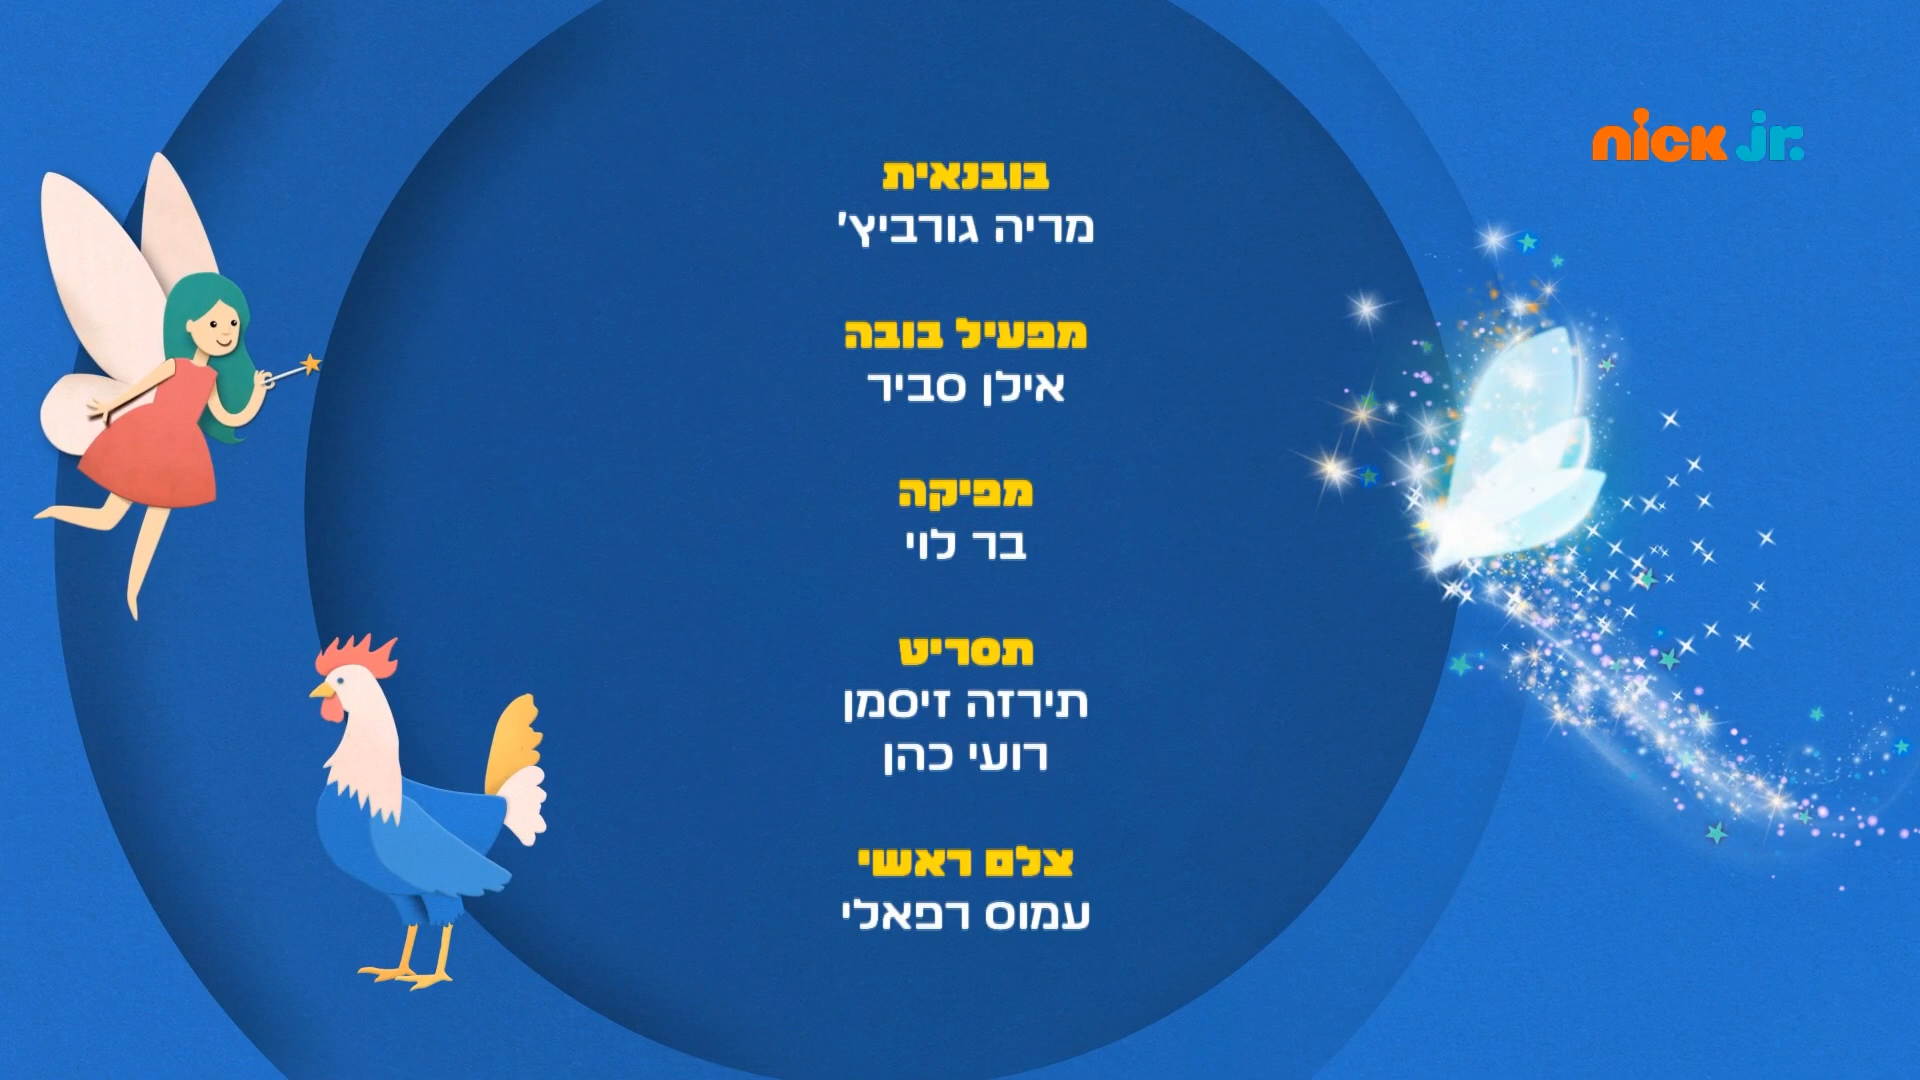 nick jr.
בובנאית
מריה גורביץ'
מפעיל בובה
אילן סביר
מפיקה
בר לוי
תסריט
תירזה זיסמן
רועי כהן
צלם ראשי
עמוס רפאלי